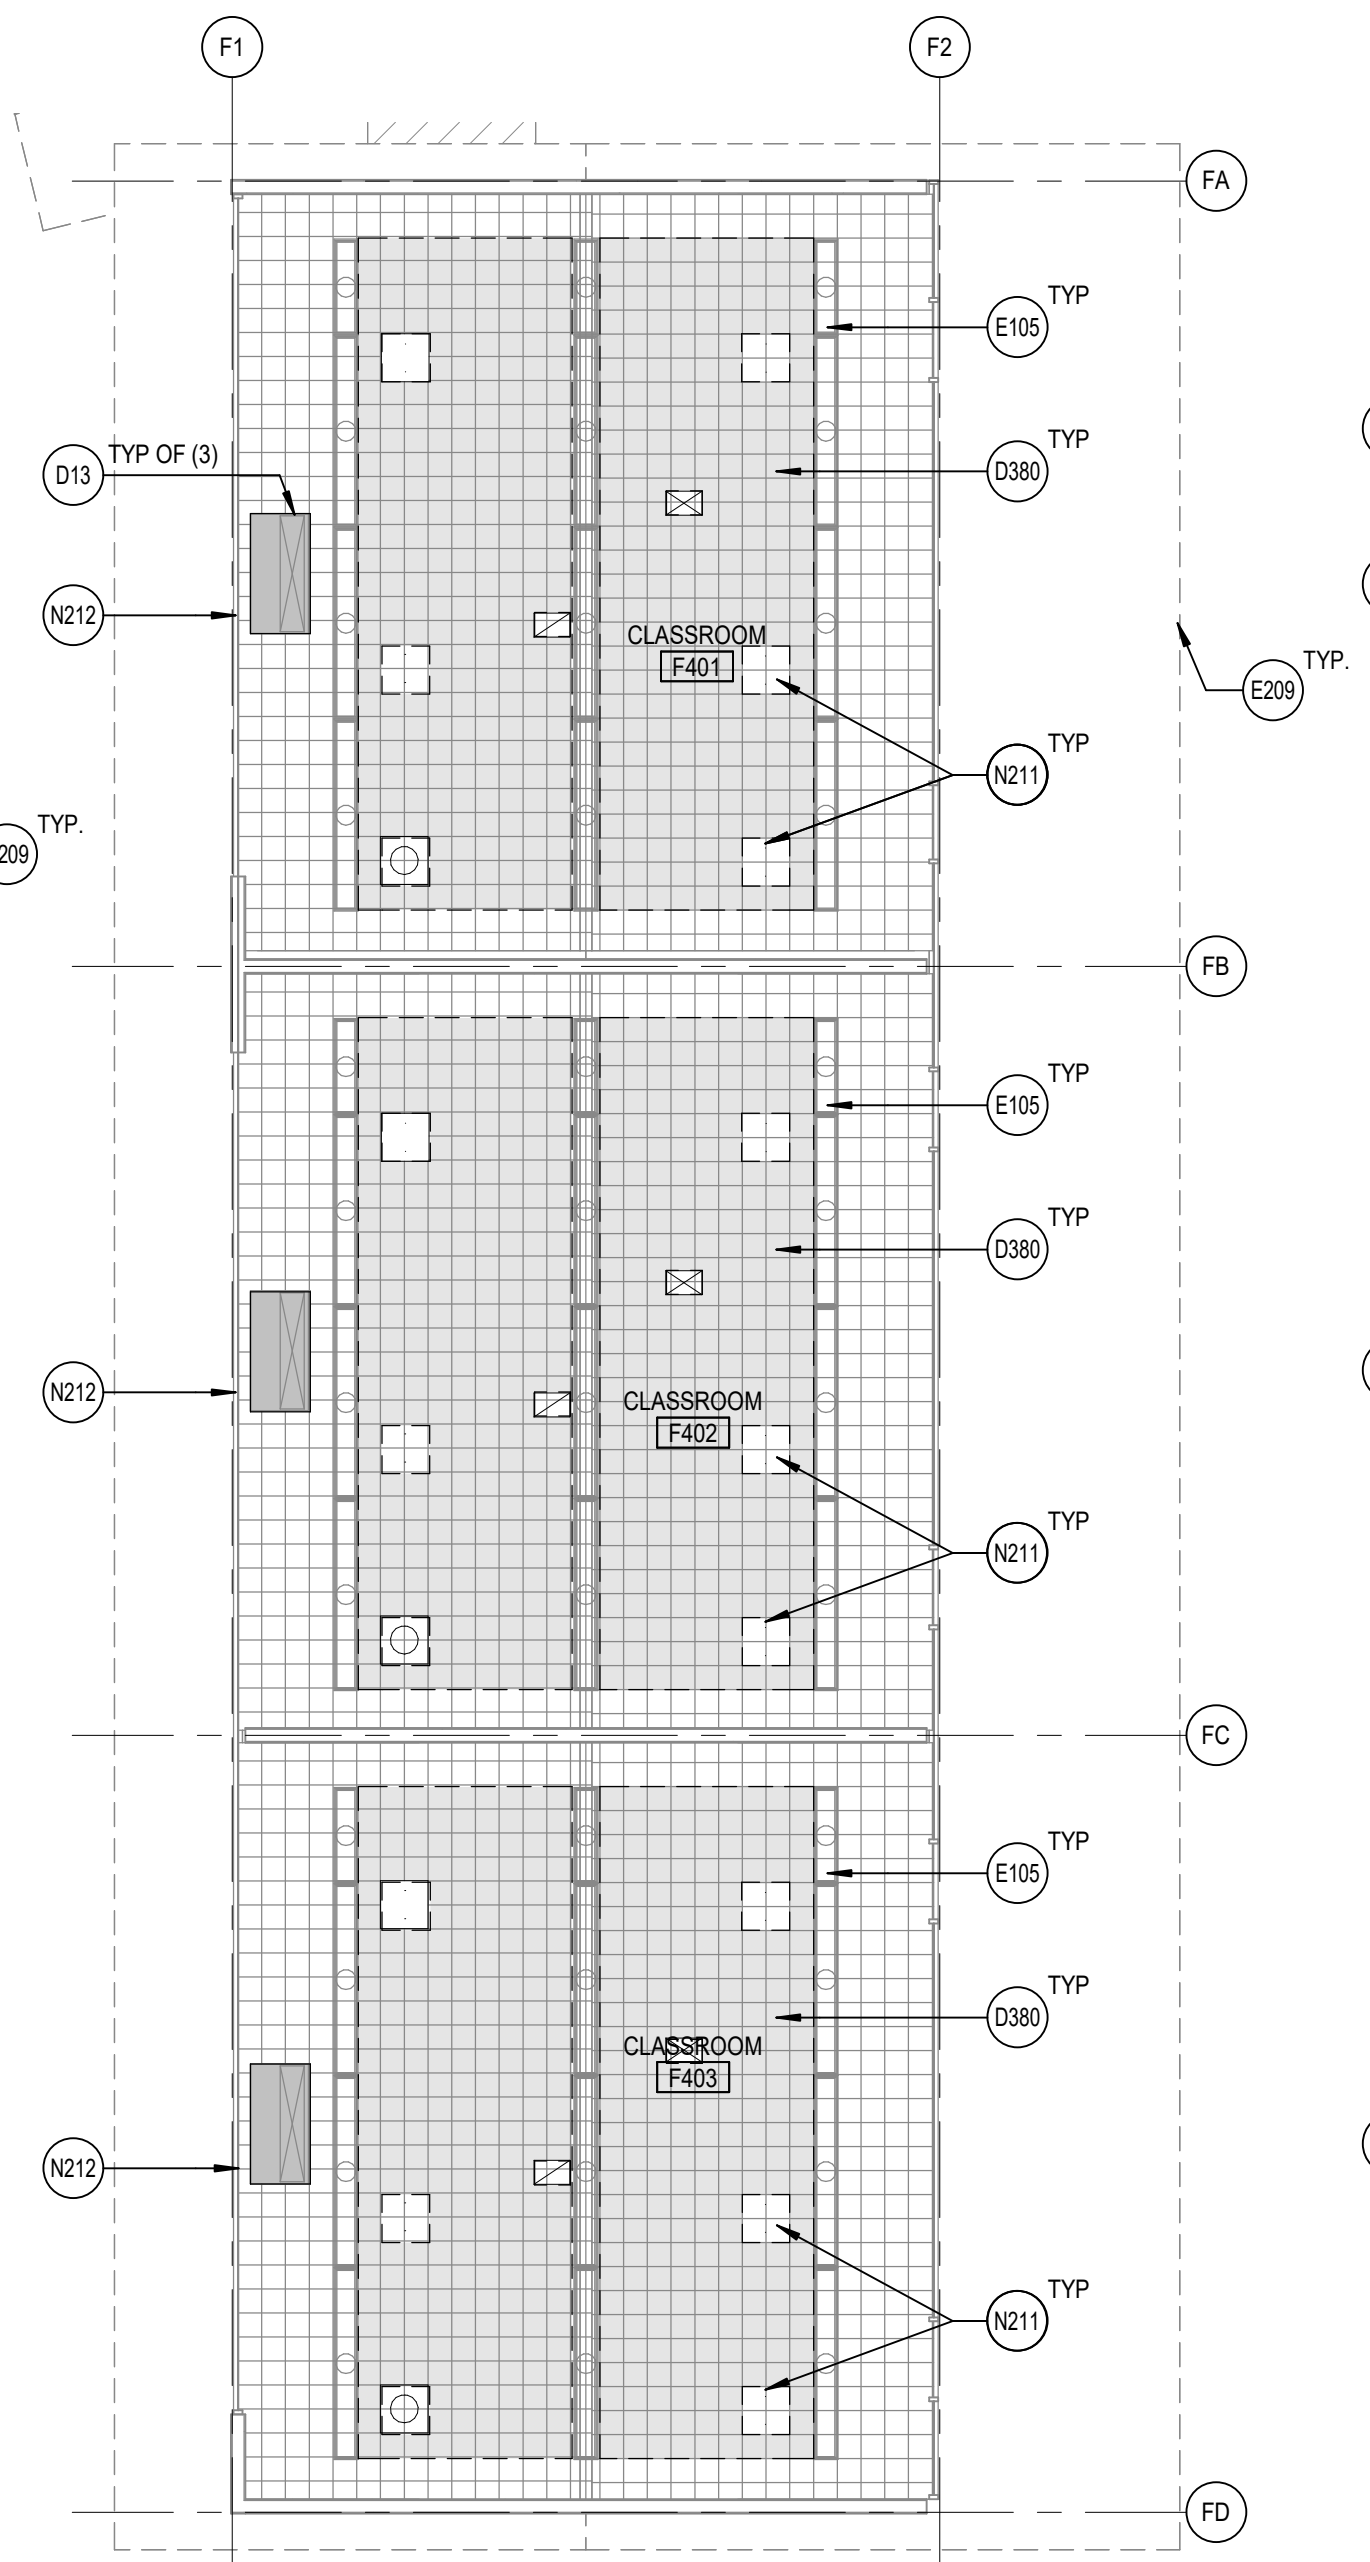 F1
F2
FA
TYP
E105
TYP
D380
TYP OF (3)
D13
N212
CLASSROOM
F401
TYP.
E209
TYP
N211
TYP.
209
FB
TYP
E105
TYP
D380
N212
CLASSROOM
F402
TYP
N211
FC
TYP
E105
TYP
D380
CLASSROOM
F403
N212
TYP
N211
FD